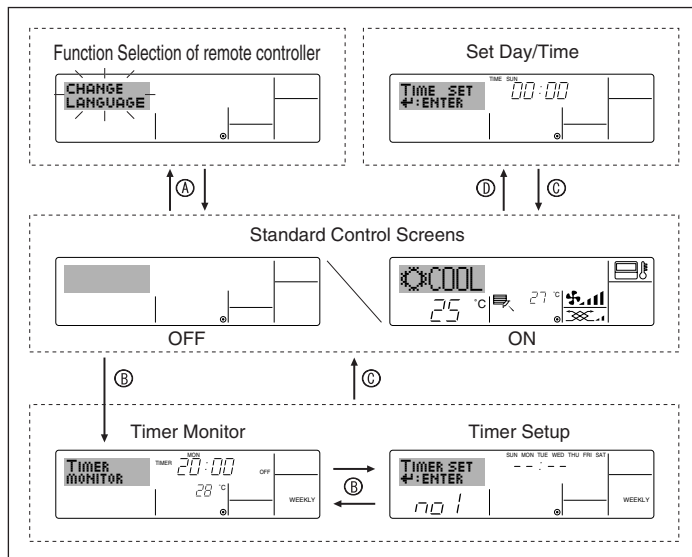 Function Selection of remote controller
CHANGE
LANGUAGE
Set Day/Time
TIME SUN
TIME SET
↵:ENTER
00:00
Ⓐ
Ⓓ
Ⓒ
Standard Control Screens
COOL
25 °C
27 °C
OFF
ON
Ⓑ
Ⓒ
Timer Monitor
TIMER
MONITOR
MON
TIMER 20:00 OFF
28 °C
WEEKLY
Ⓑ
Timer Setup
TIMER SET
↵:ENTER
SUN MON TUE WED THU FRI SAT
--:--
no 1
WEEKLY